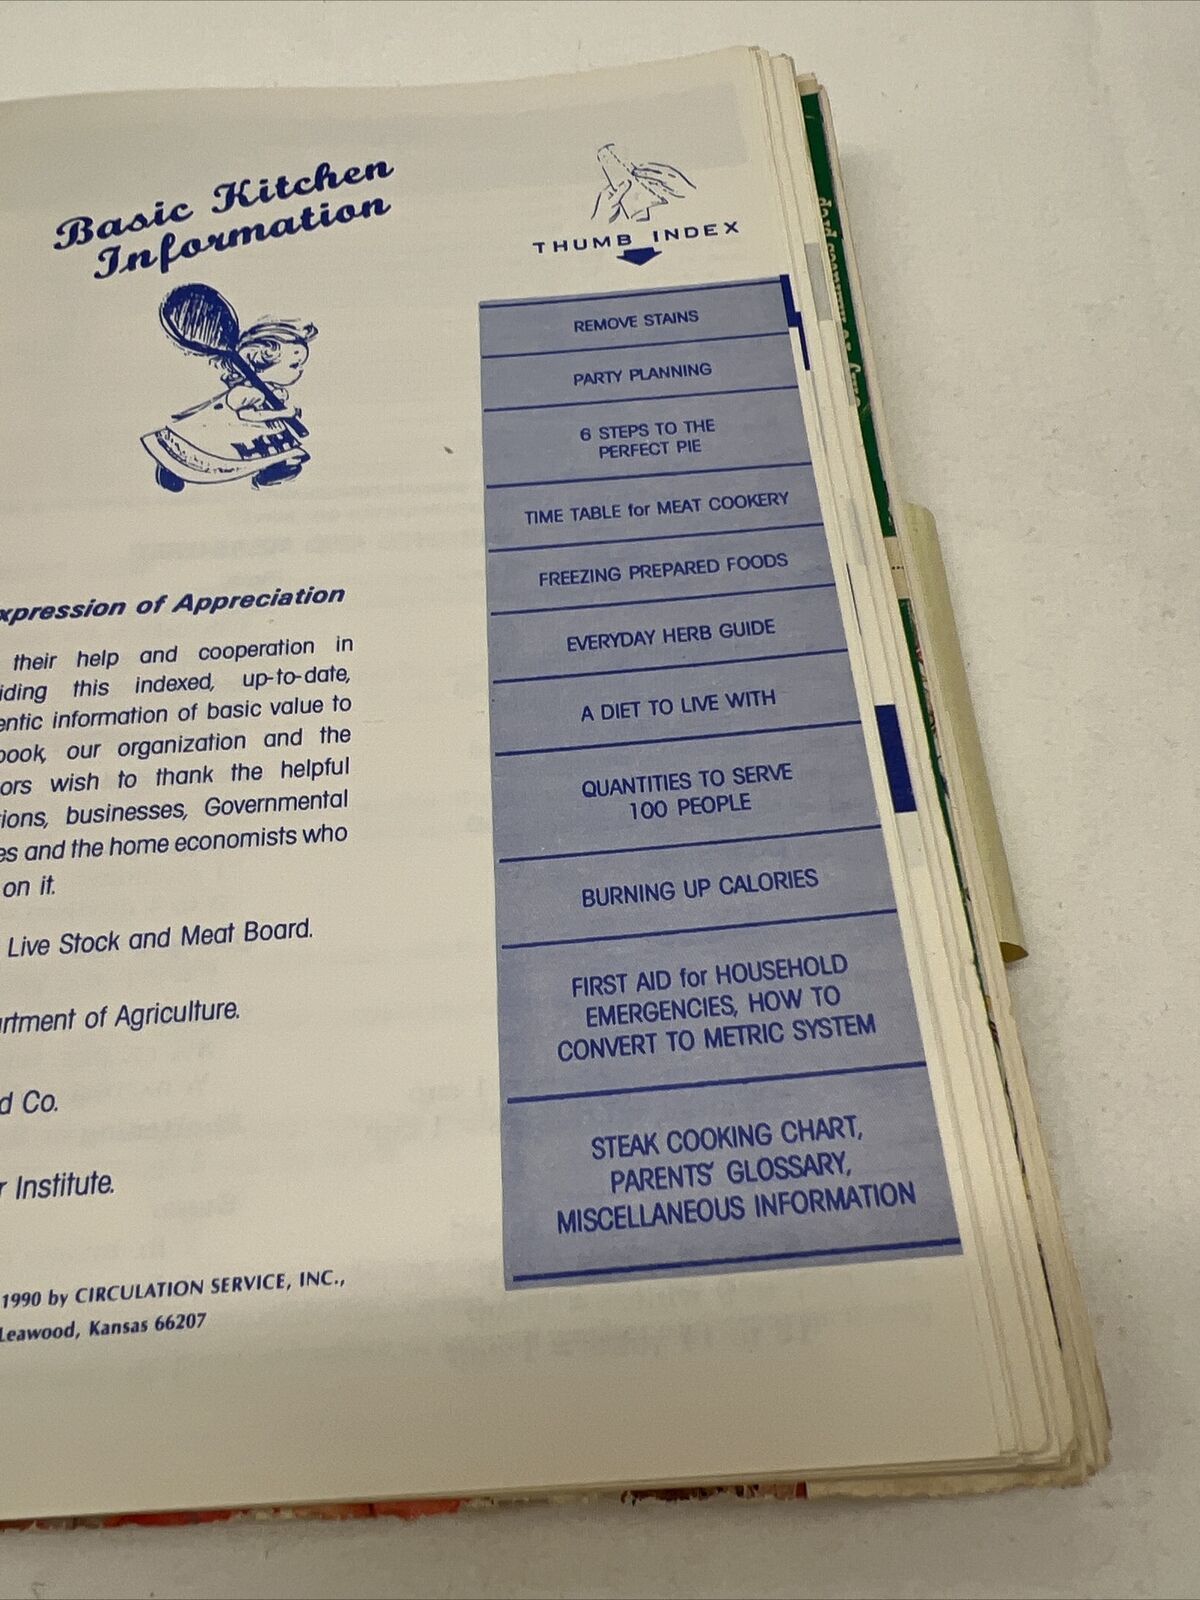 Basic Kitchen
Information
THUMB INDEX
REMOVE STAINS
PARTY PLANNING
6 STEPS TO THE
PERFECT PIE
TIME TABLE for MEAT COOKERY
FREEZING PREPARED FOODS
EVERYDAY HERB GUIDE
A DIET TO LIVE WITH
QUANTITIES TO SERVE
100 PEOPLE
BURNING UP CALORIES
FIRST AID for HOUSEHOLD
EMERGENCIES, HOW TO
CONVERT TO METRIC SYSTEM
STEAK COOKING CHART,
PARENTS' GLOSSARY,
MISCELLANEOUS INFORMATION
xpression of Appreciation
their help and cooperation in
iding this indexed, up-to-date,
entic information of basic value to
book, our organization and the
ors wish to thank the helpful
ions, businesses, Governmental
es and the home economists who
on it.
Live Stock and Meat Board.
artment of Agriculture.
d Co.
r Institute.
1990 by CIRCULATION SERVICE, INC.,
Leawood, Kansas 66207